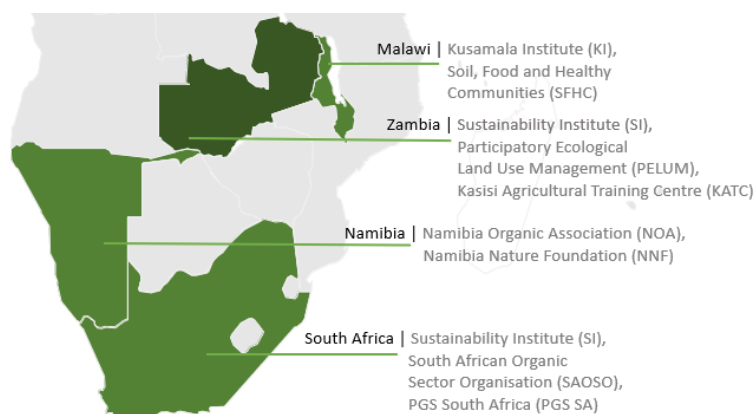 Malawi | Kusamala Institute (KI),
Soil, Food and Healthy
Communities (SFHC)
Zambia | Sustainability Institute (SI),
Participatory Ecological
Land Use Management (PELUM),
Kasisi Agricultural Training Centre (KATC)
Namibia | Namibia Organic Association (NOA),
Namibia Nature Foundation (NNF)
South Africa | Sustainability Institute (SI),
South African Organic
Sector Organisation (SAOSO),
PGS South Africa (PGS SA)